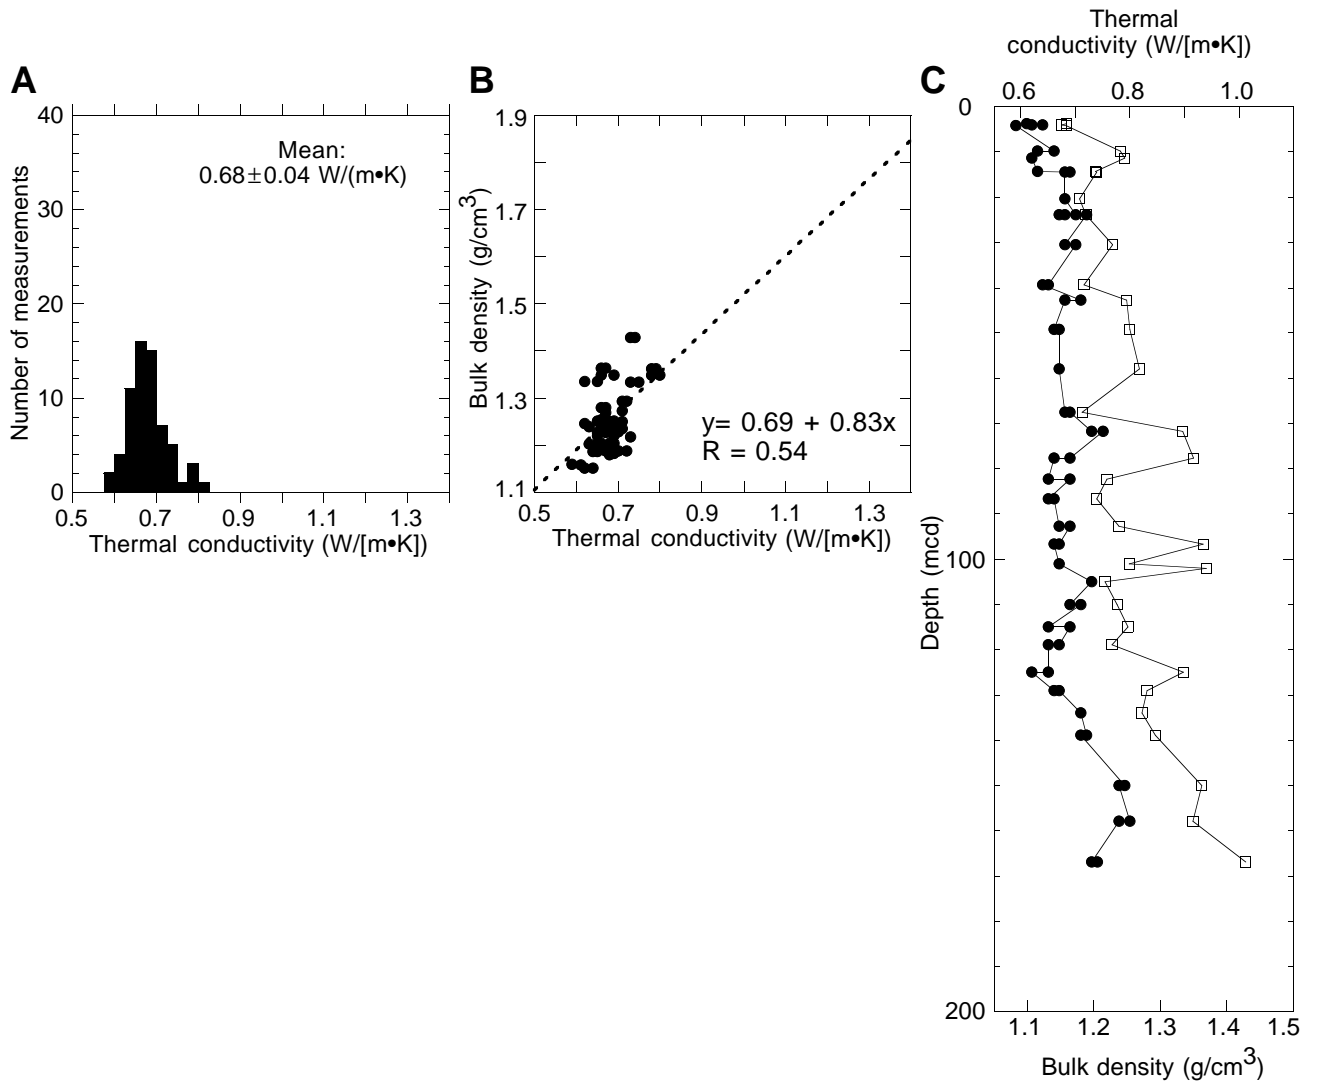 A
40
30
20
10
0
0.5
0.7
0.9
1.1
1.3
Number of measurements
Thermal conductivity (W/[m•K])
Mean:
0.68±0.04 W/(m•K)
B
1.9
1.7
1.5
1.3
1.1
0.5
0.7
0.9
1.1
1.3
Bulk density (g/cm3)
Thermal conductivity (W/[m•K])
y= 0.69 + 0.83x
R = 0.54
C
Thermal
conductivity (W/[m•K])
0.6
0.8
1.0
0
100
200
Depth (mcd)
1.1
1.2
1.3
1.4
1.5
Bulk density (g/cm3)